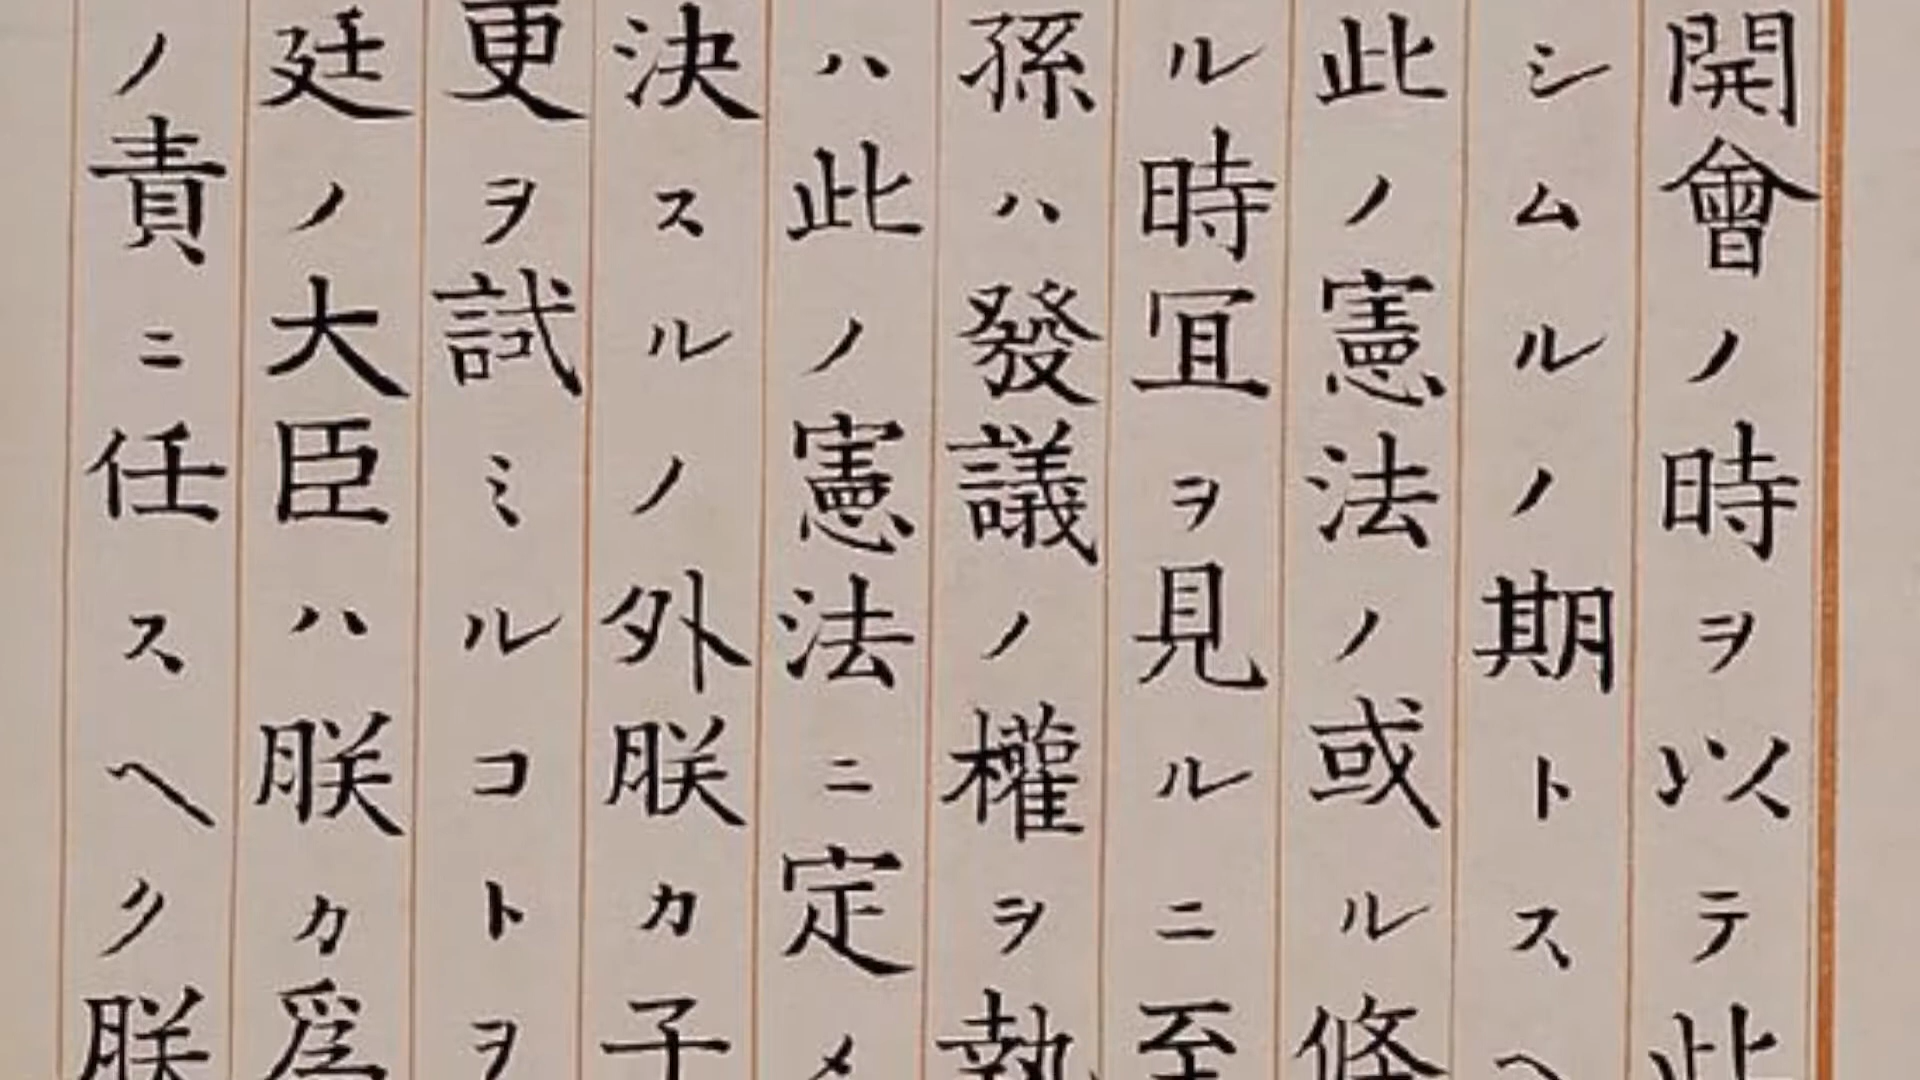 開會ノ時ヲ以テ此
シムルノ期トスヘ
此ノ憲法ノ或ル條
ル時冝ヲ見ルニ至
孫ハ發議ノ權ヲ執
ハ此ノ憲法ニ定メ
決スルノ外朕カ子
更ヲ試ミルコトヲ
廷ノ大臣ハ朕カ爲
ノ責ニ任スヘク朕